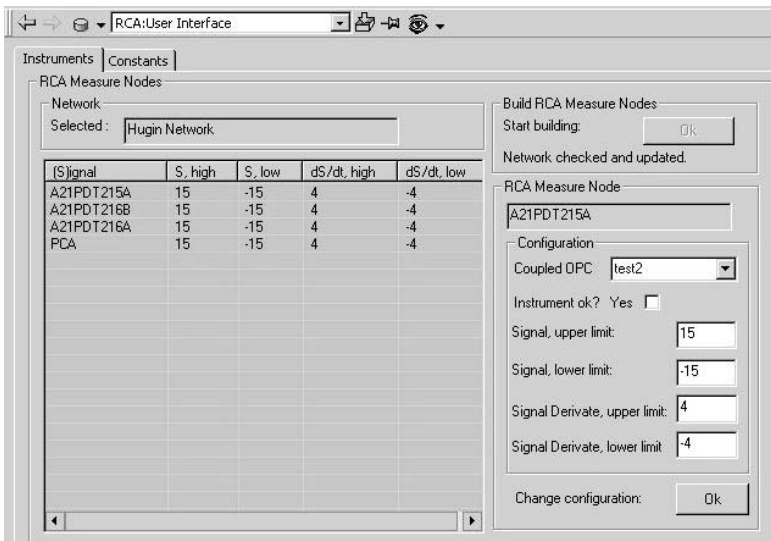 RCA:User Interface
Instruments Constants
RCA Measure Nodes
Network
Selected : Hugin Network
(S)ignal S, high S, low dS/dt, high dS/dt, low
A21PDT215A 15 -15 4 -4
A21PDT216B 15 -15 4 -4
A21PDT216A 15 -15 4 -4
PCA 15 -15 4 -4
Build RCA Measure Nodes
Start building: Ok
Network checked and updated.
RCA Measure Node
A21PDT215A
Configuration
Coupled OPC test2
Instrument ok? Yes
Signal, upper limit: 15
Signal, lower limit: -15
Signal Derivate, upper limit: 4
Signal Derivate, lower limit -4
Change configuration: Ok